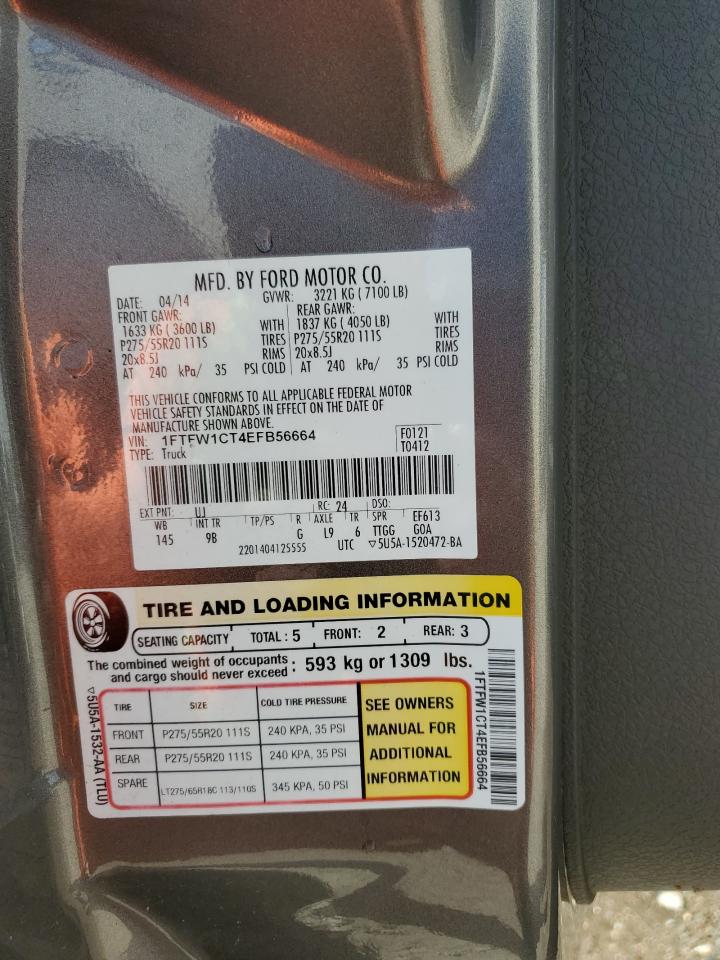 MFD. BY FORD MOTOR CO.
DATE: 04/14 GVWR: 3221 KG ( 7100 LB)
FRONT GAWR: REAR GAWR:
1633 KG ( 3600 LB) WITH 1837 KG ( 4050 LB) WITH
P275/55R20 111S TIRES P275/55R20 111S TIRES
20x8.5J RIMS 20x8.5J RIMS
AT 240 kPa/ 35 PSI COLD AT 240 kPa/ 35 PSI COLD
THIS VEHICLE CONFORMS TO ALL APPLICABLE FEDERAL MOTOR
VEHICLE SAFETY STANDARDS IN EFFECT ON THE DATE OF
MANUFACTURE SHOWN ABOVE.
VIN: 1FTFW1CT4EFB56664 F0121
TYPE: Truck T0412
EXT PNT: UJ RC: 24 DSO:
WB INT TR TP/PS R AXLE TR SPR EF613
145 9B G L9 6 TTGG GOA
2201404125555 UTC ▽5U5A-1520472-BA
TIRE AND LOADING INFORMATION
SEATING CAPACITY TOTAL : 5 FRONT: 2 REAR: 3
The combined weight of occupants and cargo should never exceed : 593 kg or 1309 lbs.
TIRE SIZE COLD TIRE PRESSURE
FRONT P275/55R20 111S 240 KPA, 35 PSI
REAR P275/55R20 111S 240 KPA, 35 PSI
SPARE LT275/65R18C 113/110S 345 KPA, 50 PSI
SEE OWNERS
MANUAL FOR
ADDITIONAL
INFORMATION
▽5U5A-1532-AA (TLU)
1FTFW1CT4EFB56664